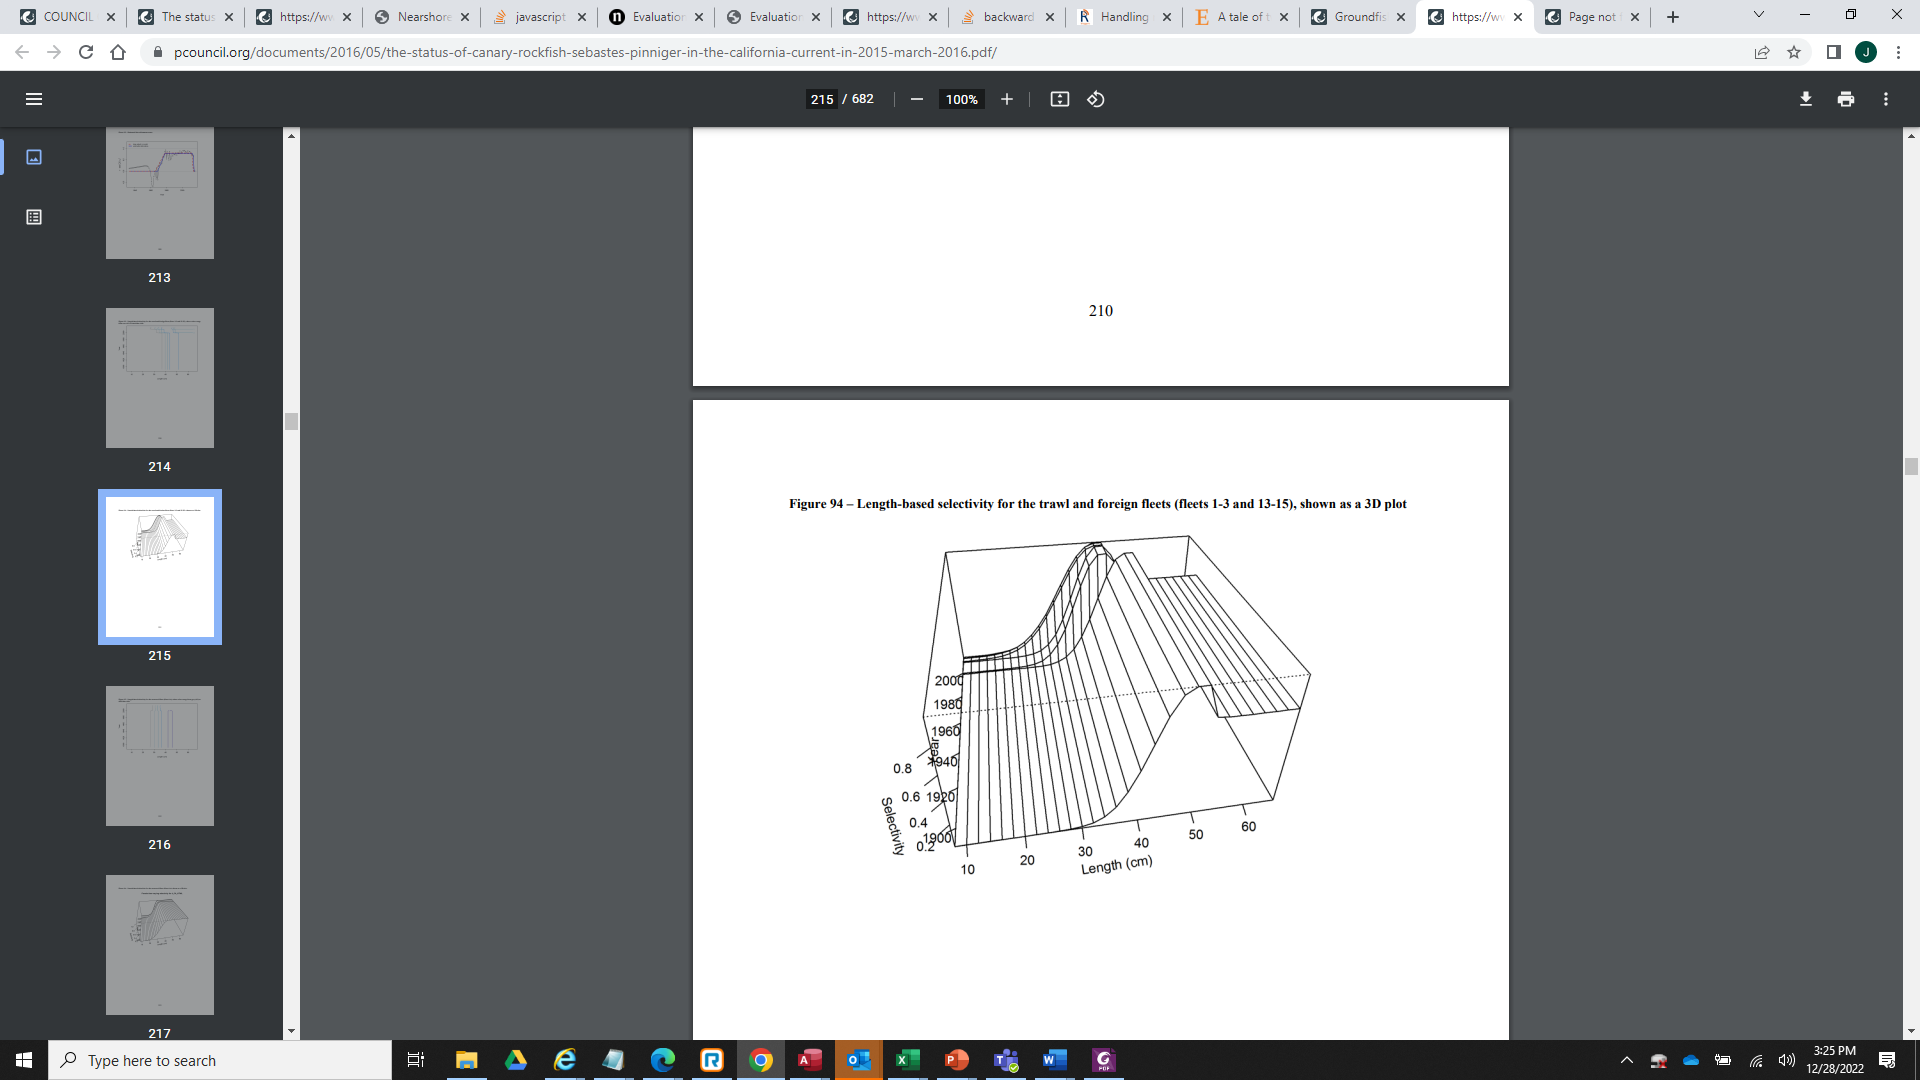 COUNCIL
The status
https://ww
Nearshore
javascript
Evaluation
Evaluation
https://ww
backward
Handling
A tale of t
Groundfis
https://ww
Page not
pcouncil.org/documents/2016/05/the-status-of-canary-rockfish-sebastes-pinniger-in-the-california-current-in-2015-march-2016.pdf/
J
215 / 682
100%
213
214
215
216
217
210
Figure 94 – Length-based selectivity for the trawl and foreign fleets (fleets 1-3 and 13-15), shown as a 3D plot
2000
1980
1960
1940
1920
1900
Year
0.8
0.6
0.4
0.2
Selectivity
10
20
30
40
50
60
Length (cm)
Type here to search
3:25 PM
12/28/2022